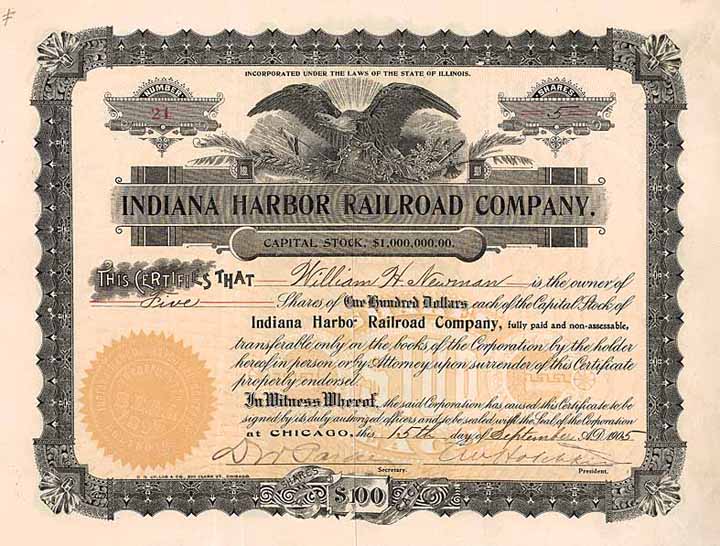 INCORPORATED UNDER THE LAWS OF THE STATE OF ILLINOIS.
NUMBER
21
SHARES
5
INDIANA HARBOR RAILROAD COMPANY.
CAPITAL STOCK, $1,000,000.00.
THIS CERTIFIES THAT William H Newman is the owner of
Five Shares of One Hundred Dollars each of the Capital Stock of
Indiana Harbor Railroad Company, fully paid and non-assessable,
transferable only on the books of the Corporation by the holder
hereof in person, or by Attorney upon surrender of this Certificate
properly endorsed.
In Witness Whereof, the said Corporation has caused this Certificate to be
signed by its duly authorized officers and to be sealed with the Seal of the Corporation
at CHICAGO, this 15th day of September A.D. 1905
Secretary.
President.
SHARES
$100
EACH